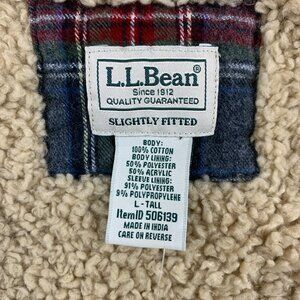 L.L.Bean®
Since 1912
QUALITY GUARANTEED
SLIGHTLY FITTED
BODY:
100% COTTON
BODY LINING:
50% POLYESTER
50% ACRYLIC
SLEEVE LINING:
91% POLYESTER
9% POLYPROPYLENE
L - TALL
ItemID 506139
MADE IN INDIA
CARE ON REVERSE